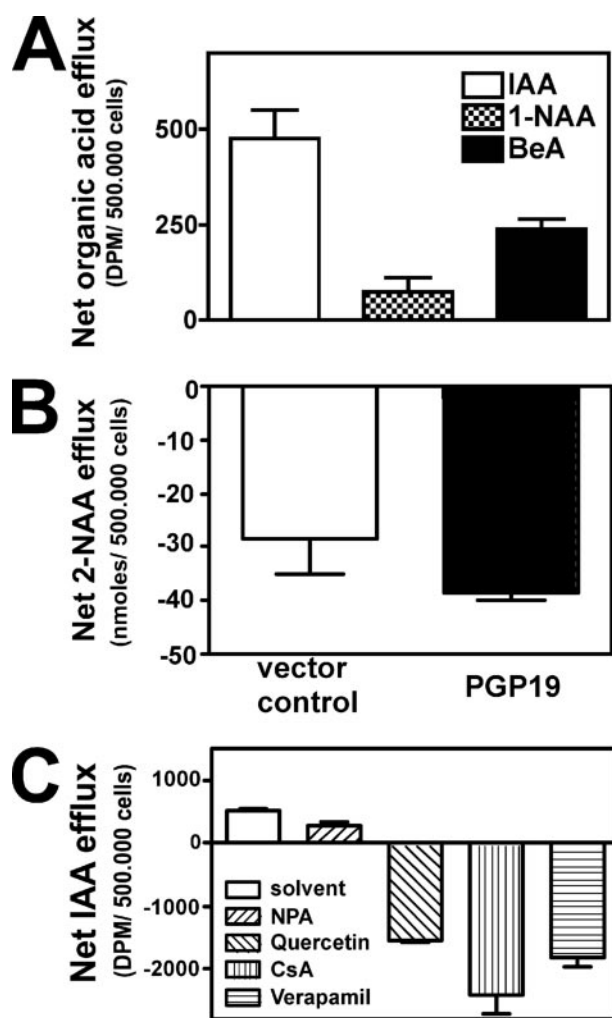 A
Net organic acid efflux
(DPM/ 500.000 cells)
500
250
0
IAA
1-NAA
BeA
B
Net 2-NAA efflux
(nmoles/ 500.000 cells)
0
-10
-20
-30
-40
-50
vector
control
PGP19
C
Net IAA efflux
(DPM/ 500.000 cells)
1000
0
-1000
-2000
solvent
NPA
Quercetin
CsA
Verapamil